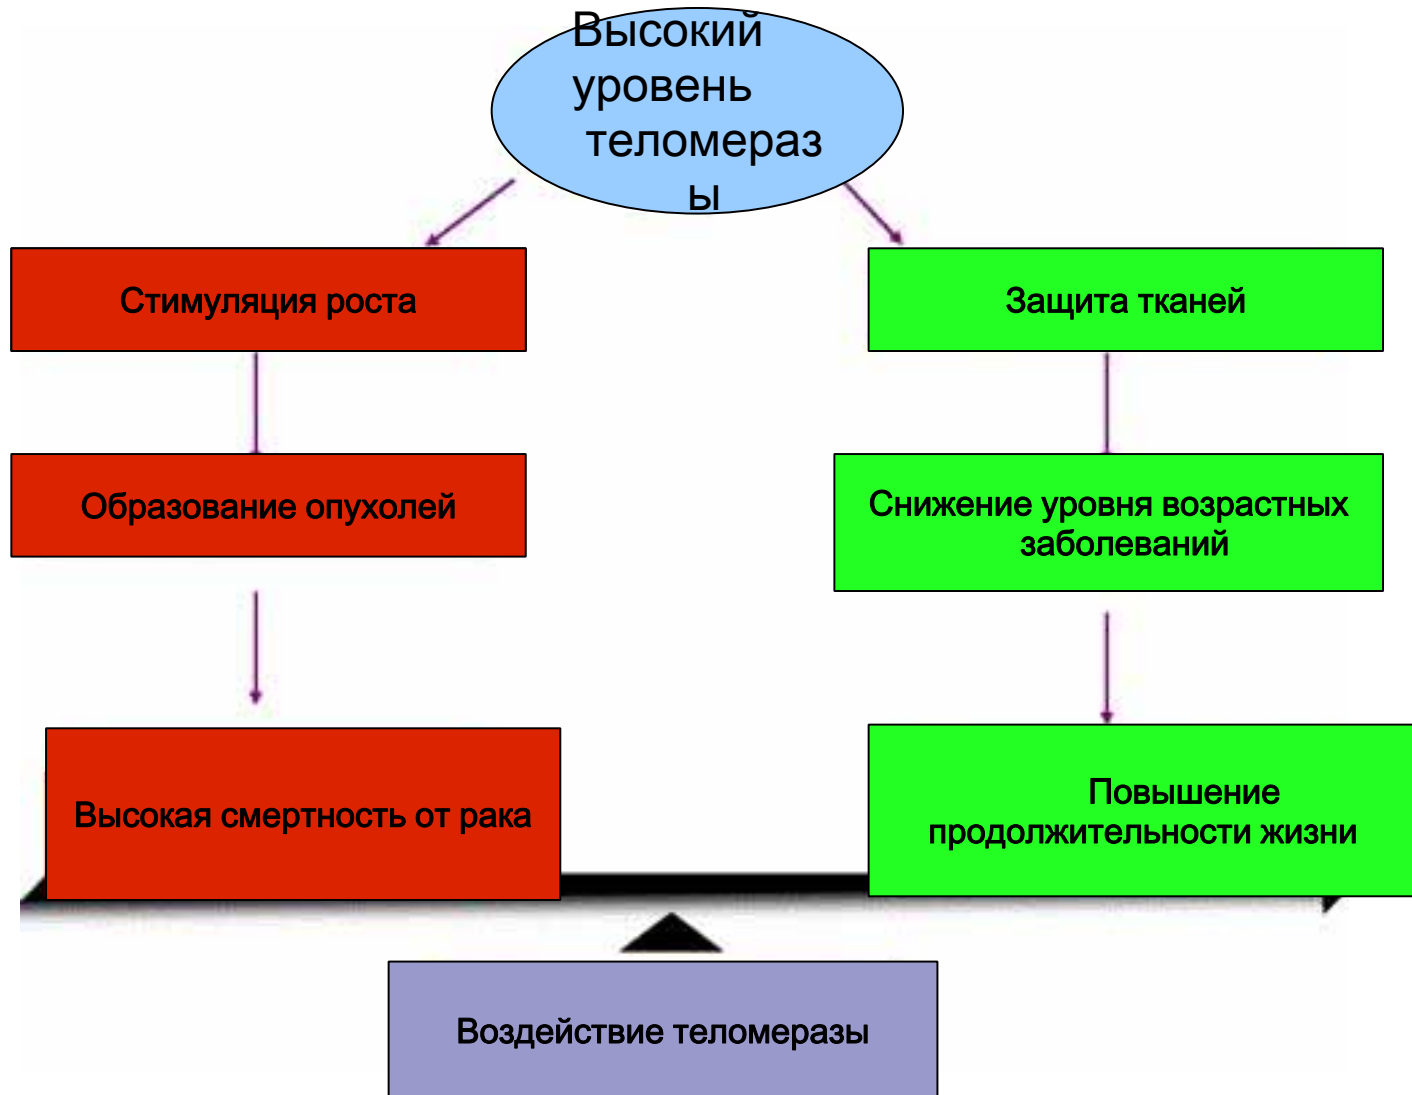 Высокий
уровень
теломераз
ы
Стимуляция роста
Защита тканей
Образование опухолей
Снижение уровня возрастных
заболеваний
Высокая смертность от рака
Повышение
продолжительности жизни
Воздействие теломеразы